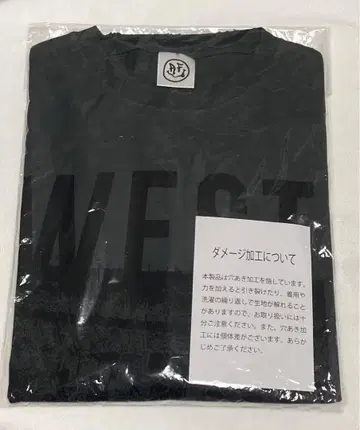 WEST
ダメージ加工について
本製品は穴あき加工を施しています。
力を加えると引き裂けたり、着用や
洗濯の繰り返しで生地が解れること
がありますので、お取り扱いには十
分ご注意ください。また、穴あき加
工には個体差がございます。あらか
じめご了承ください。